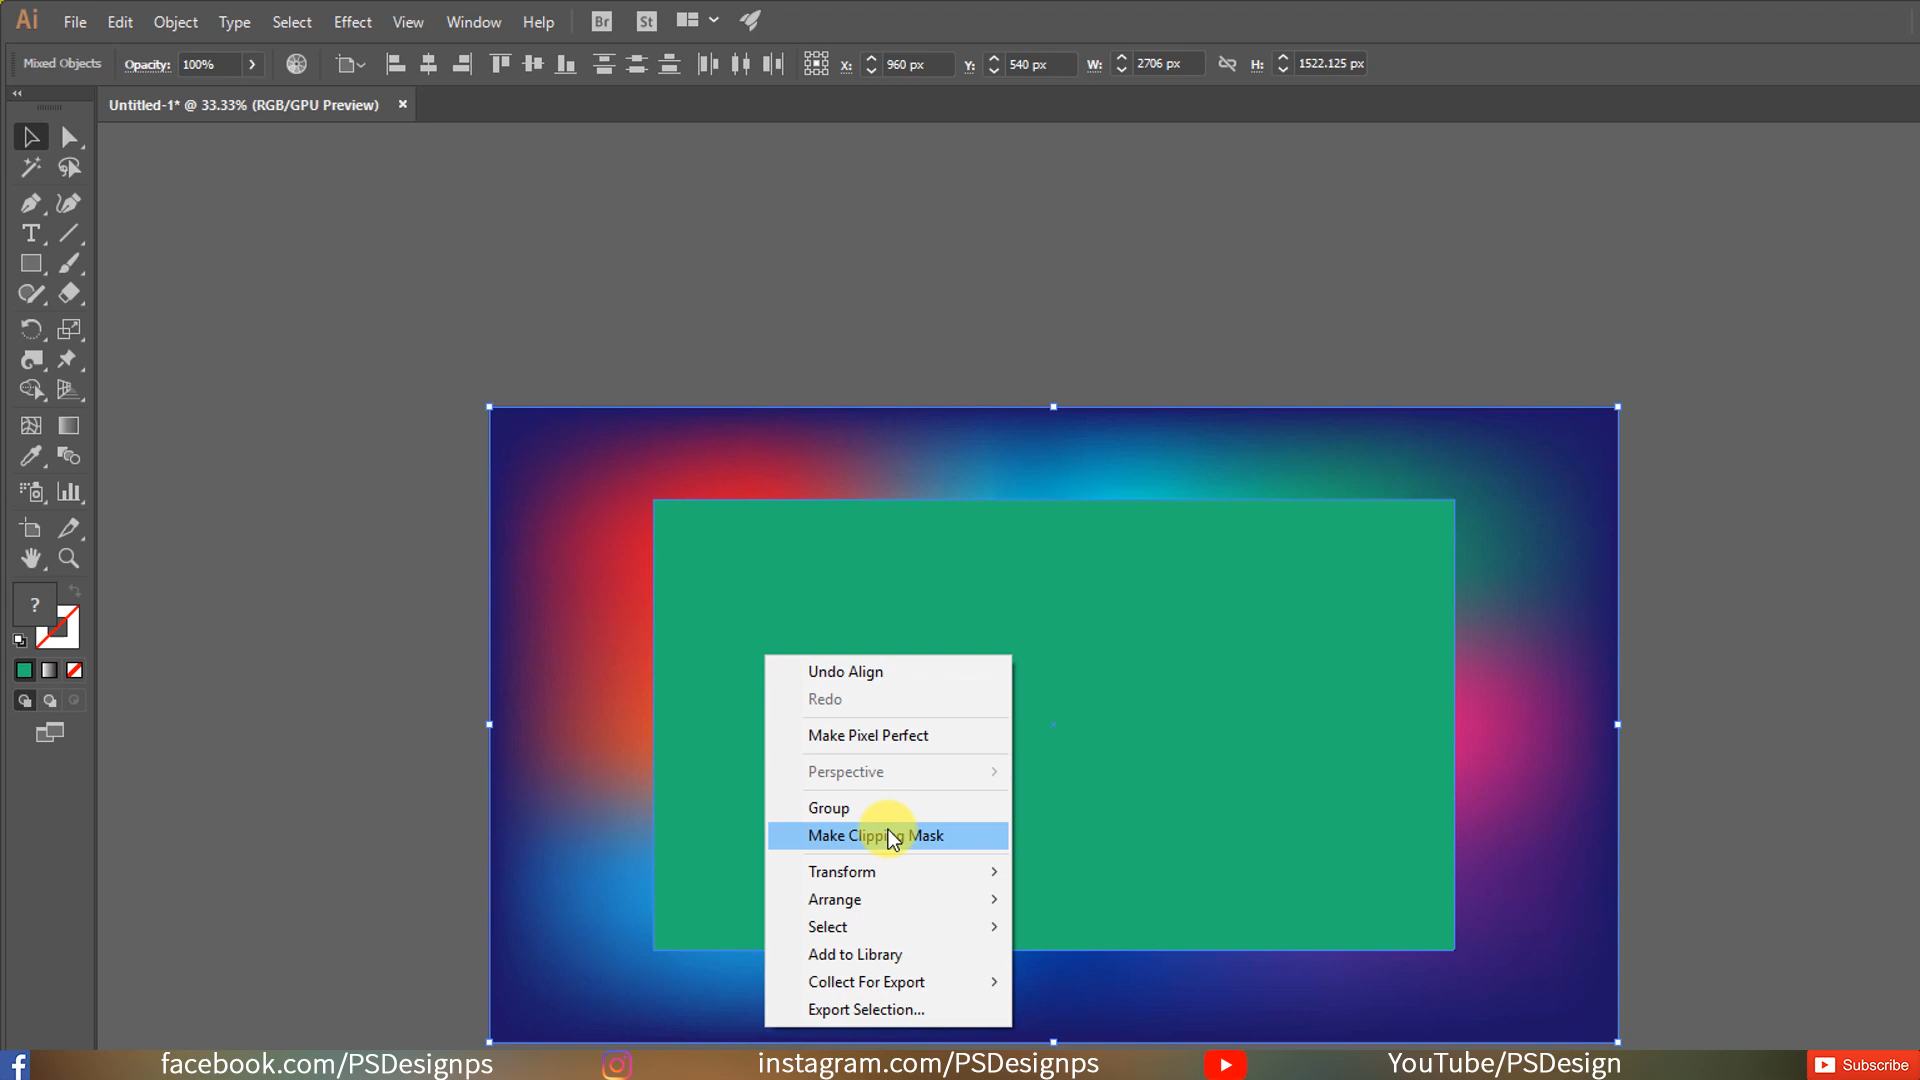 Ai File Edit Object Type Select Effect View Window Help Br St
Mixed Objects Opacity: 100% X: 960 px Y: 540 px W: 2706 px H: 1522.125 px
Untitled-1* @ 33.33% (RGB/GPU Preview) ×
T
?
Undo Align
Redo
Make Pixel Perfect
Perspective
Group
Make Clipping Mask
Transform
Arrange
Select
Add to Library
Collect For Export
Export Selection...
f facebook.com/PSDesignps instagram.com/PSDesignps YouTube/PSDesign Subscribe